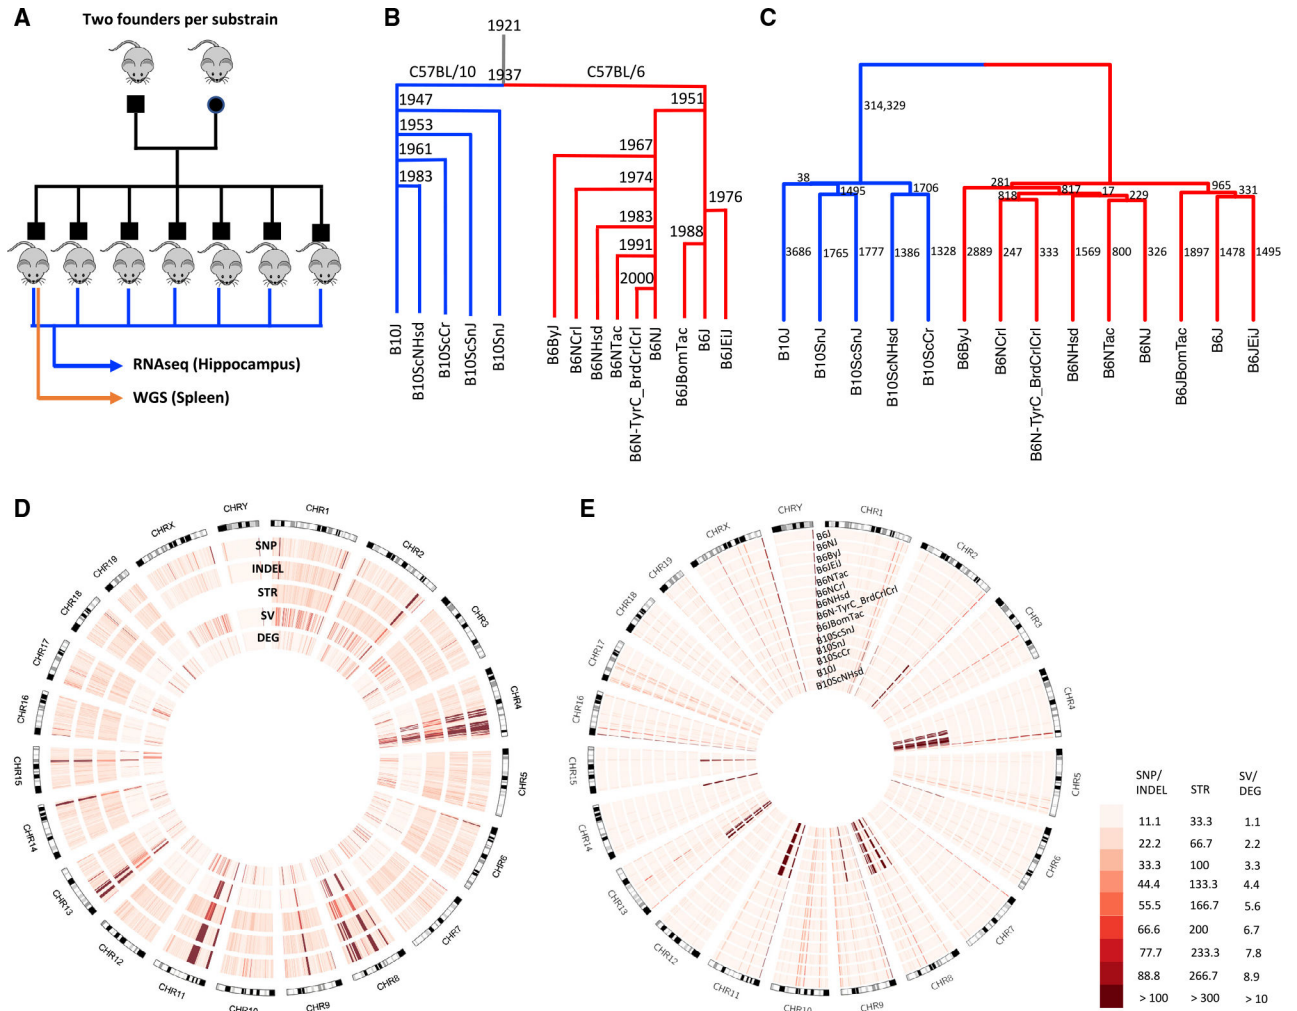 A
Two founders per substrain
RNAseq (Hippocampus)
WGS (Spleen)
B
1921
C57BL/10
1937
C57BL/6
1947
1951
1953
1961
1967
1983
1974
1976
1983
1988
1991
2000
B10J
B10ScNHsd
B10ScCr
B10ScSnJ
B10SnJ
B6ByJ
B6NCrl
B6NHsd
B6NTac
B6N-TyrC_BrdCrlCrl
B6NJ
B6JBomTac
B6J
B6JEiJ
C
314,329
38
1495
1706
281
818
817
17
229
965
331
3686
1765
1777
1386
1328
2889
247
333
1569
800
326
1897
1478
1495
B10J
B10SnJ
B10ScSnJ
B10ScNHsd
B10ScCr
B6ByJ
B6NCrl
B6N-TyrC_BrdCrlCrl
B6NHsd
B6NTac
B6NJ
B6JBomTac
B6J
B6JEiJ
D
CHR1
CHR2
CHR3
CHR4
CHR5
CHR6
CHR7
CHR8
CHR9
CHR10
CHR11
CHR12
CHR13
CHR14
CHR15
CHR16
CHR17
CHR18
CHR19
CHRX
CHRY
SNP
INDEL
STR
SV
DEG
E
CHR1
CHR2
CHR3
CHR4
CHR5
CHR6
CHR7
CHR8
CHR9
CHR10
CHR11
CHR12
CHR13
CHR14
CHR15
CHR16
CHR17
CHR18
CHR19
CHRX
CHRY
B6J
B6NJ
B6ByJ
B6JEiJ
B6NTac
B6NCrl
B6NHsd
B6N-TyrC_BrdCrlCrl
B6JBomTac
B10ScSnJ
B10SnJ
B10ScCr
B10J
B10ScNHsd
SNP/ INDEL STR SV/ DEG
11.1 33.3 1.1
22.2 66.7 2.2
33.3 100 3.3
44.4 133.3 4.4
55.5 166.7 5.6
66.6 200 6.7
77.7 233.3 7.8
88.8 266.7 8.9
> 100 > 300 > 10